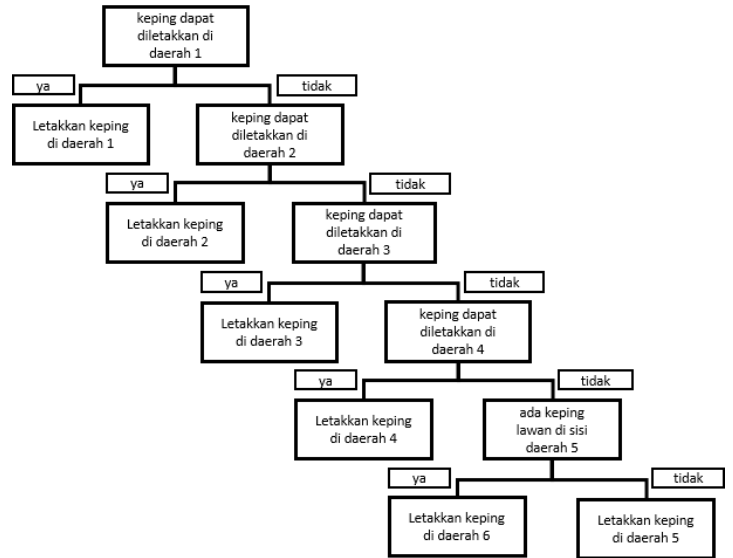 keping dapat
diletakkan di
daerah 1
ya
tidak
Letakkan keping
di daerah 1
keping dapat
diletakkan di
daerah 2
ya
tidak
Letakkan keping
di daerah 2
keping dapat
diletakkan di
daerah 3
ya
tidak
Letakkan keping
di daerah 3
keping dapat
diletakkan di
daerah 4
ya
tidak
Letakkan keping
di daerah 4
ada keping
lawan di sisi
daerah 5
ya
tidak
Letakkan keping
di daerah 6
Letakkan keping
di daerah 5